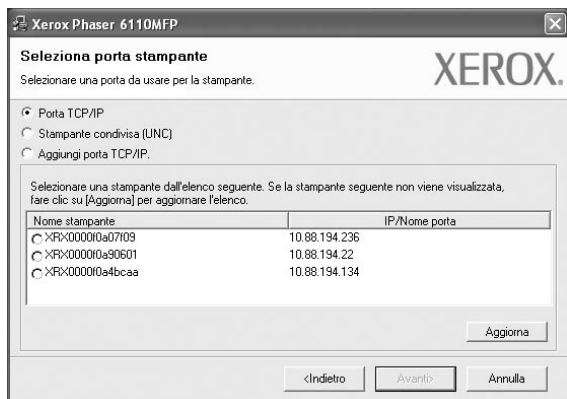 Xerox Phaser 6110MFP
Seleziona porta stampante
Selezionare una porta da usare per la stampante.
XEROX.
Porta TCP/IP
Stampante condivisa (UNC)
Aggiungi porta TCP/IP.
Selezionare una stampante dall'elenco seguente. Se la stampante seguente non viene visualizzata,
fare clic su [Aggiorna] per aggiornare l'elenco.
Nome stampante IP/Nome porta
XRX0000f0a07f09 10.88.194.236
XRX0000f0a90601 10.88.194.22
XRX0000f0a4bcaa 10.88.194.134
Aggiorna
<Indietro Avanti> Annulla